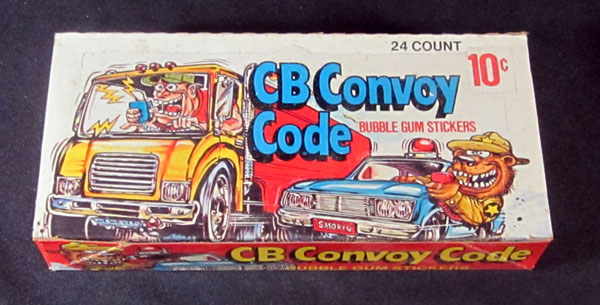 24 COUNT
10¢
CB Convoy
Code
BUBBLE GUM STICKERS
SMOKEY
CB Convoy Code
BUBBLE GUM STICKERS